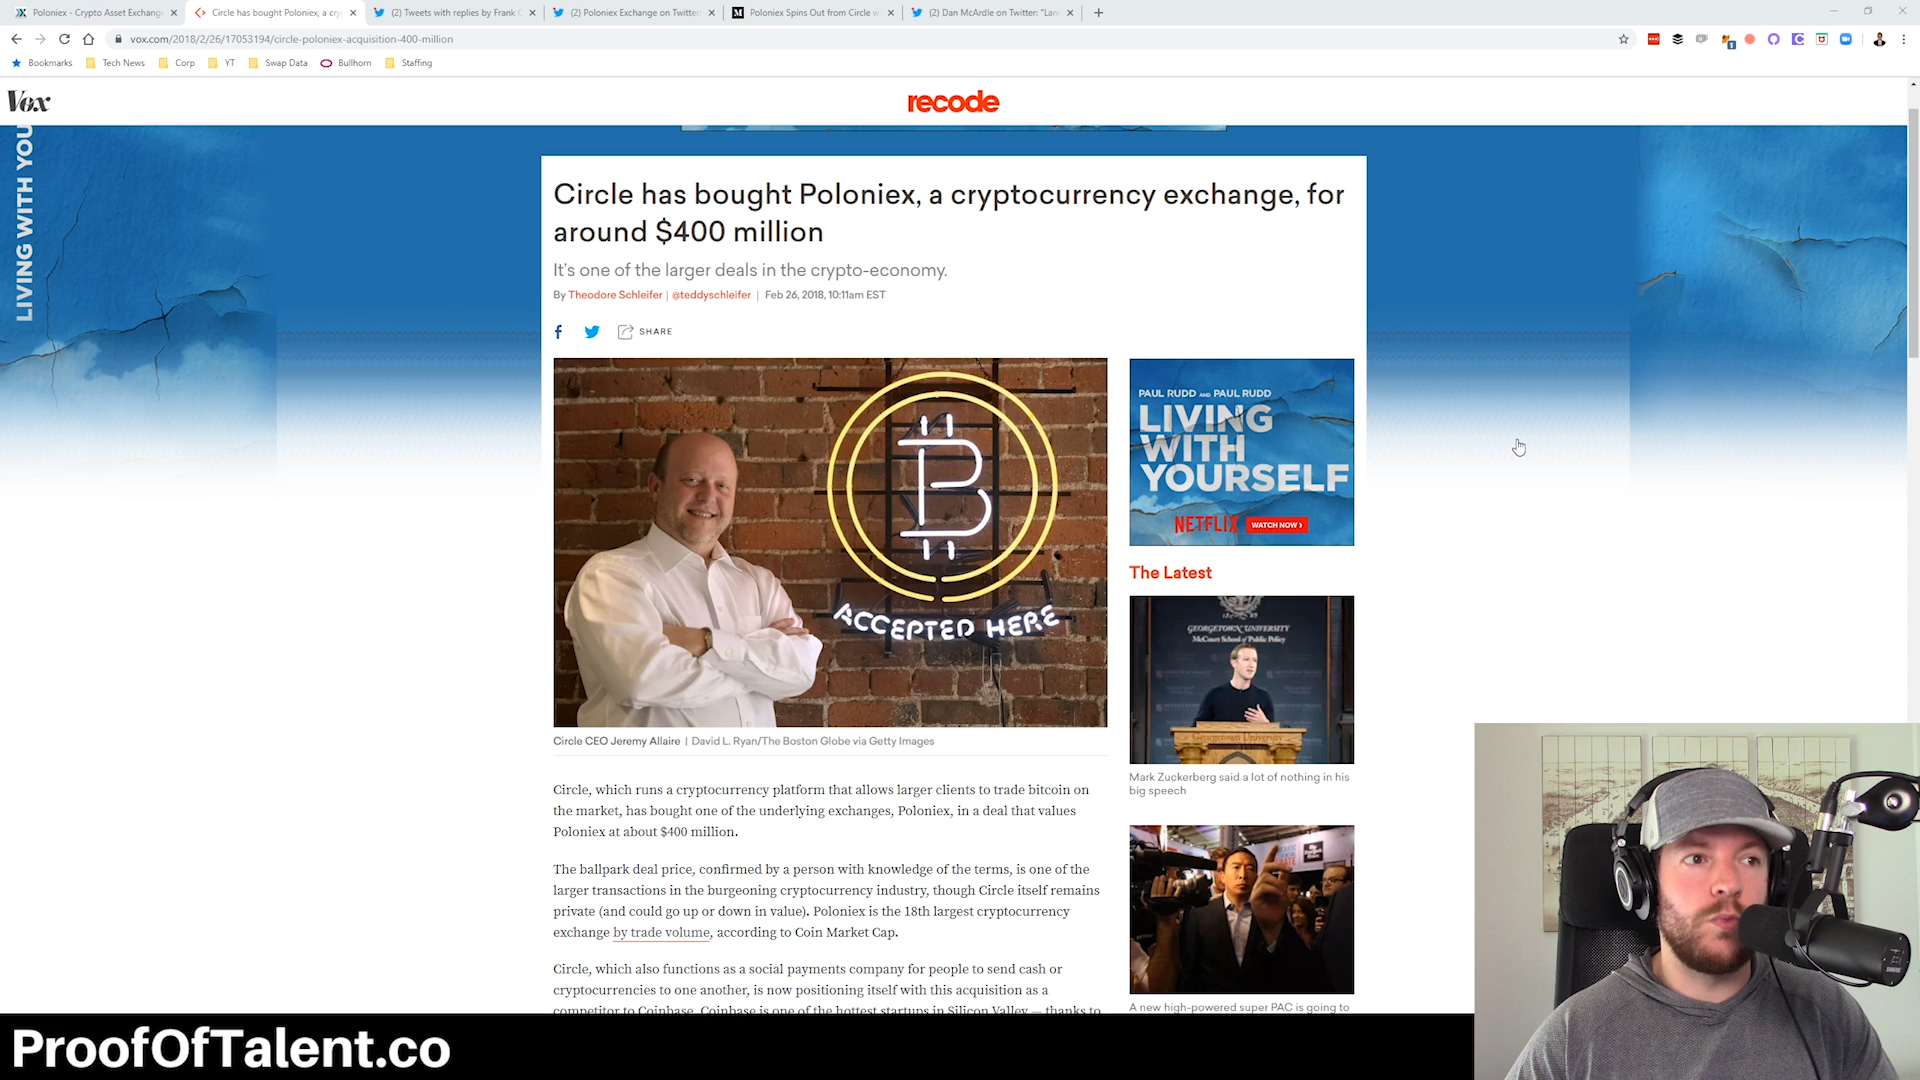 Poloniex - Crypto Asset Exchang
Circle has bought Poloniex, a cry
(2) Tweets with replies by Frank C
(2) Poloniex Exchange on Twitter
Poloniex Spins Out from Circle w
(2) Dan McArdle on Twitter: "Lan
vox.com/2018/2/26/17053194/circle-poloniex-acquisition-400-million
Bookmarks
Tech News
Corp
YT
Swap Data
Bullhorn
Staffing
Vox
recode
LIVING WITH YOU
Circle has bought Poloniex, a cryptocurrency exchange, for
around $400 million
It's one of the larger deals in the crypto-economy.
By Theodore Schleifer | @teddyschleifer | Feb 26, 2018, 10:11am EST
SHARE
ACCEPTED HERE
PAUL RUDD AND PAUL RUDD
LIVING
WITH
YOURSELF
NETFLIX
WATCH NOW
The Latest
GEORGETOWN UNIVERSITY
McCourt School of Public Policy
Georgetown University
Mark Zuckerberg said a lot of nothing in his
big speech
A new high-powered super PAC is going to
Circle CEO Jeremy Allaire | David L. Ryan/The Boston Globe via Getty Images
Circle, which runs a cryptocurrency platform that allows larger clients to trade bitcoin on
the market, has bought one of the underlying exchanges, Poloniex, in a deal that values
Poloniex at about $400 million.
The ballpark deal price, confirmed by a person with knowledge of the terms, is one of the
larger transactions in the burgeoning cryptocurrency industry, though Circle itself remains
private (and could go up or down in value). Poloniex is the 18th largest cryptocurrency
exchange by trade volume, according to Coin Market Cap.
Circle, which also functions as a social payments company for people to send cash or
cryptocurrencies to one another, is now positioning itself with this acquisition as a
competitor to Coinbase. Coinbase is one of the hottest startups in Silicon Valley — thanks to
ProofOfTalent.co